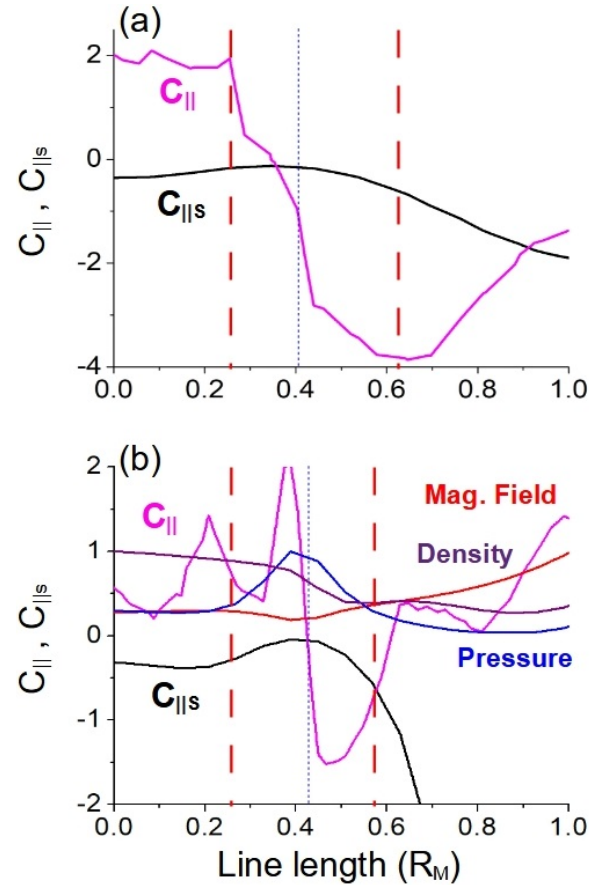 (a)
2
0
-2
-4
C||
C||s
C|| , C||s
0.0 0.2 0.4 0.6 0.8 1.0
(b)
2
1
0
-1
-2
C||
Mag. Field
Density
Pressure
C||s
C|| , C||s
0.0 0.2 0.4 0.6 0.8 1.0
Line length (RM)